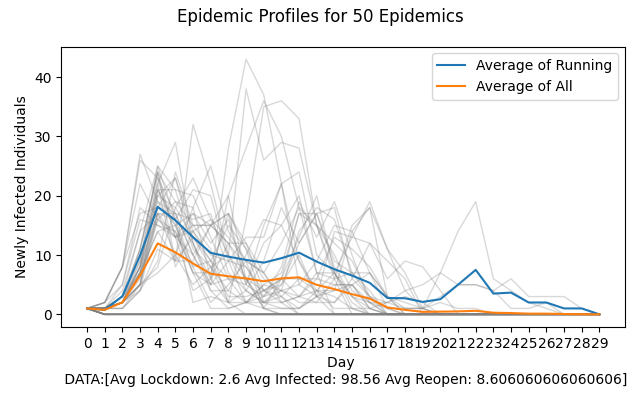 Epidemic Profiles for 50 Epidemics
Average of Running
Average of All
Newly Infected Individuals
40
30
20
10
0
0 1 2 3 4 5 6 7 8 9 10 11 12 13 14 15 16 17 18 19 20 21 22 23 24 25 26 27 28 29
Day
DATA:[Avg Lockdown: 2.6 Avg Infected: 98.56 Avg Reopen: 8.606060606060606]